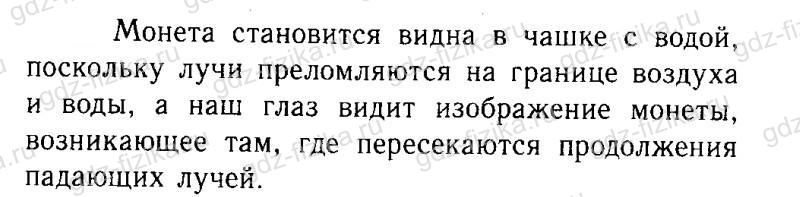 Монета становится видна в чашке с водой,
поскольку лучи преломляются на границе воздуха
и воды, а наш глаз видит изображение монеты,
возникающее там, где пересекаются продолжения
падающих лучей.